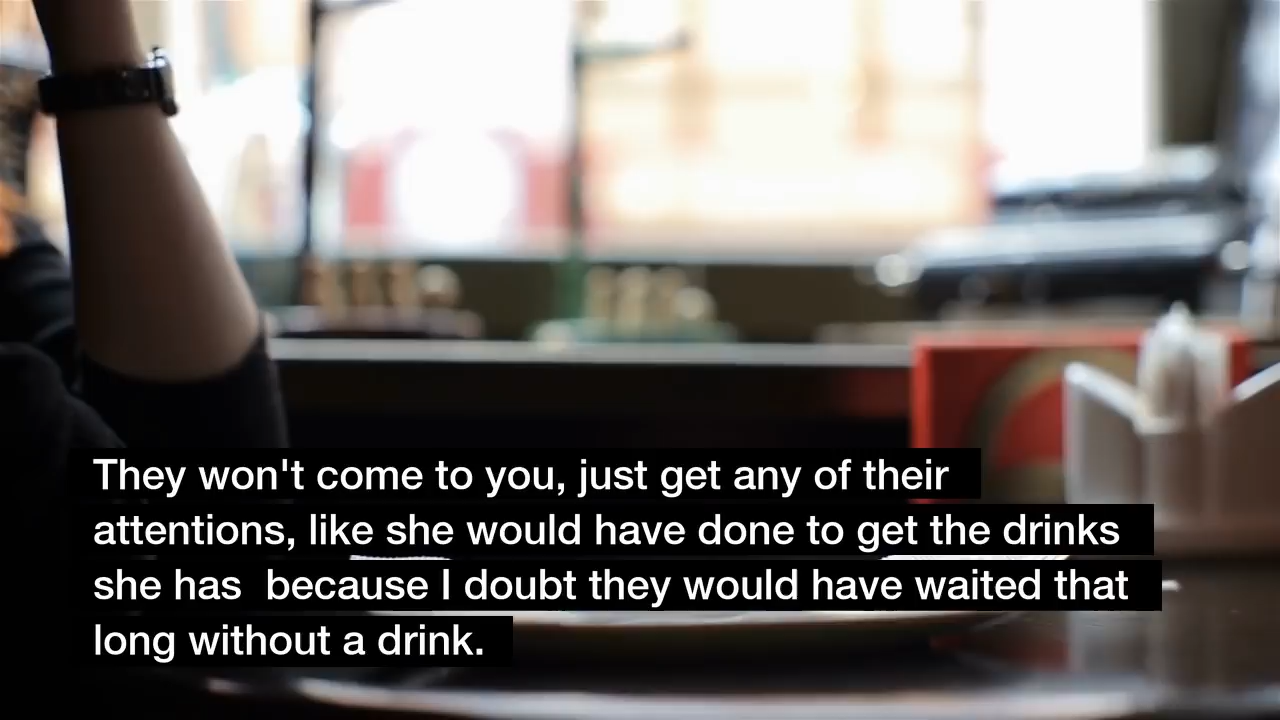 They won't come to you, just get any of their
attentions, like she would have done to get the drinks
she has  because I doubt they would have waited that
long without a drink.